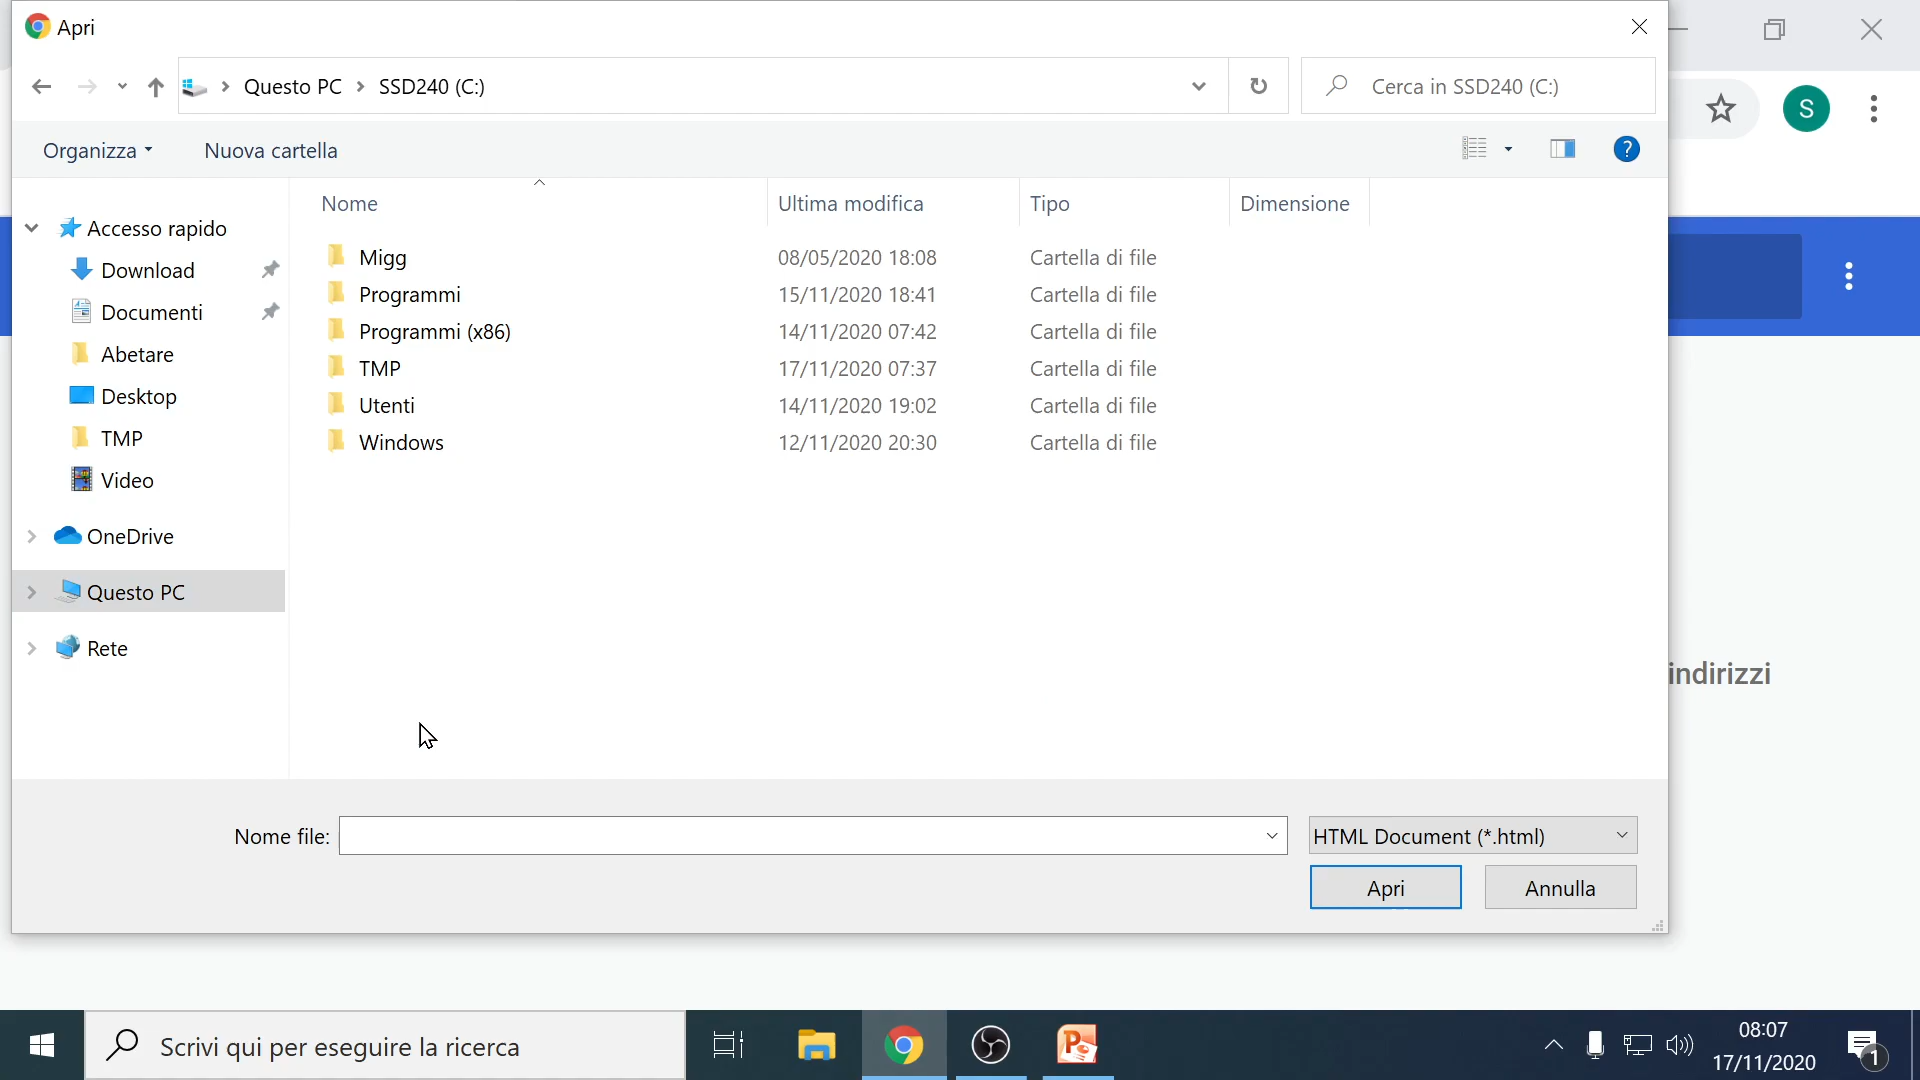 Apri
Questo PC > SSD240 (C:)
Cerca in SSD240 (C:)
S
Organizza
Nuova cartella
?
Nome Ultima modifica Tipo Dimensione
Accesso rapido
Download
Documenti
Abetare
Desktop
TMP
Video
OneDrive
Questo PC
Rete
Migg 08/05/2020 18:08 Cartella di file
Programmi 15/11/2020 18:41 Cartella di file
Programmi (x86) 14/11/2020 07:42 Cartella di file
TMP 17/11/2020 07:37 Cartella di file
Utenti 14/11/2020 19:02 Cartella di file
Windows 12/11/2020 20:30 Cartella di file
indirizzi
Nome file:
HTML Document (*.html)
Apri
Annulla
Scrivi qui per eseguire la ricerca
08:07
17/11/2020
1